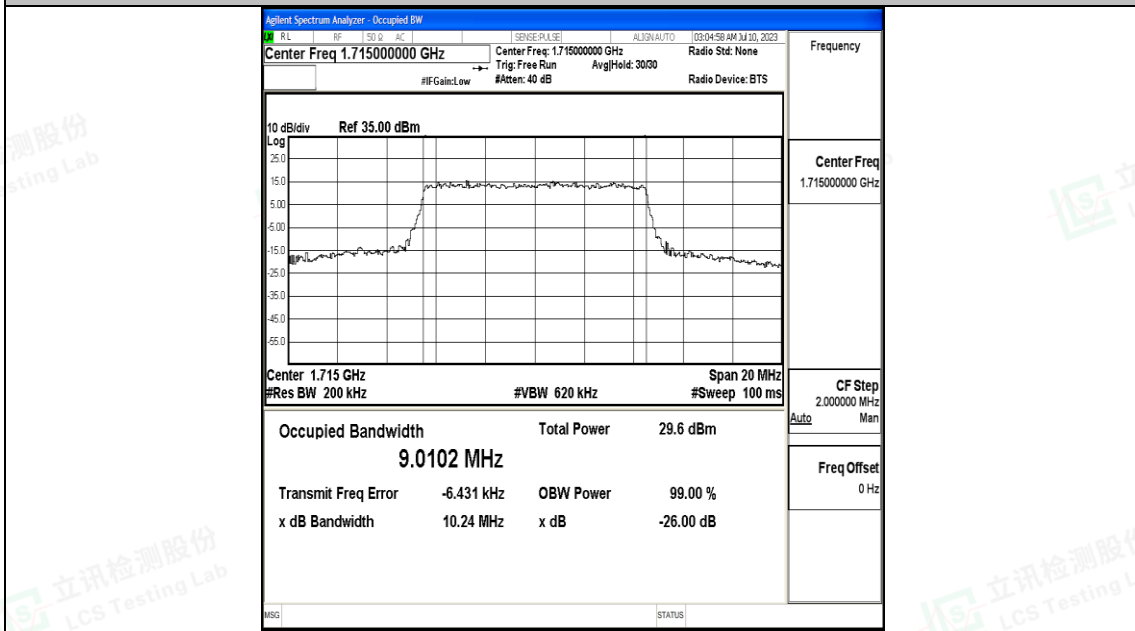 Agilent Spectrum Analyzer - Occupied BW
RL RF 50 Ω AC SENSE:PULSE ALIGN AUTO 03:04:58 AM Jul 10, 2023
Center Freq 1.715000000 GHz
Center Freq: 1.715000000 GHz
Radio Std: None
Frequency
Trig: Free Run Avg|Hold: 30/30
#IFGain:Low
#Atten: 40 dB
Radio Device: BTS
10 dB/div Ref 35.00 dBm
Log
25.0
15.0
5.00
-5.00
-15.0
-25.0
-35.0
-45.0
-55.0
Center Freq
1.715000000 GHz
Center 1.715 GHz Span 20 MHz
#Res BW 200 kHz #VBW 620 kHz #Sweep 100 ms
CF Step
2.000000 MHz
Auto Man
Occupied Bandwidth Total Power 29.6 dBm
9.0102 MHz
Freq Offset
0 Hz
Transmit Freq Error -6.431 kHz OBW Power 99.00 %
x dB Bandwidth 10.24 MHz x dB -26.00 dB
MSG STATUS
立讯检测股份
LCS Testing Lab